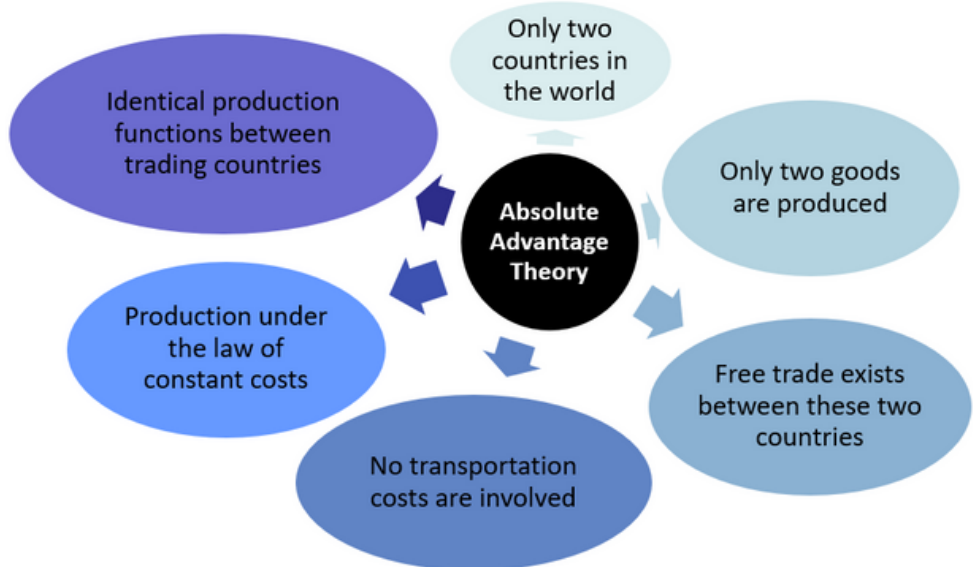 Only two
countries in
the world
Identical production
functions between
trading countries
Only two goods
are produced
Absolute
Advantage
Theory
Production under
the law of
constant costs
Free trade exists
between these two
countries
No transportation
costs are involved